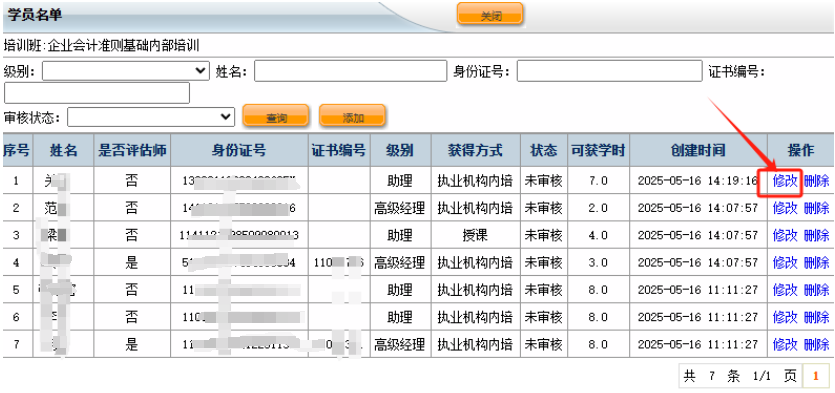 学员名单 关闭
培训班:企业会计准则基础内部培训
级别: 姓名: 身份证号: 证书编号:
审核状态: 查询 添加
序号 姓名 是否评估师 身份证号 证书编号 级别 获得方式 状态 可获学时 创建时间 操作
1 否 助理 执业机构内培 未审核 7.0 2025-05-16 14:19:16 修改 删除
2 范 否 高级经理 执业机构内培 未审核 2.0 2025-05-16 14:07:57 修改 删除
3 梁 否 助理 授课 未审核 4.0 2025-05-16 14:07:57 修改 删除
4 是 高级经理 执业机构内培 未审核 3.0 2025-05-16 14:07:57 修改 删除
5 否 助理 执业机构内培 未审核 8.0 2025-05-16 11:11:27 修改 删除
6 否 助理 执业机构内培 未审核 8.0 2025-05-16 11:11:27 修改 删除
7 是 高级经理 执业机构内培 未审核 8.0 2025-05-16 11:11:27 修改 删除
共 7 条 1/1 页 1